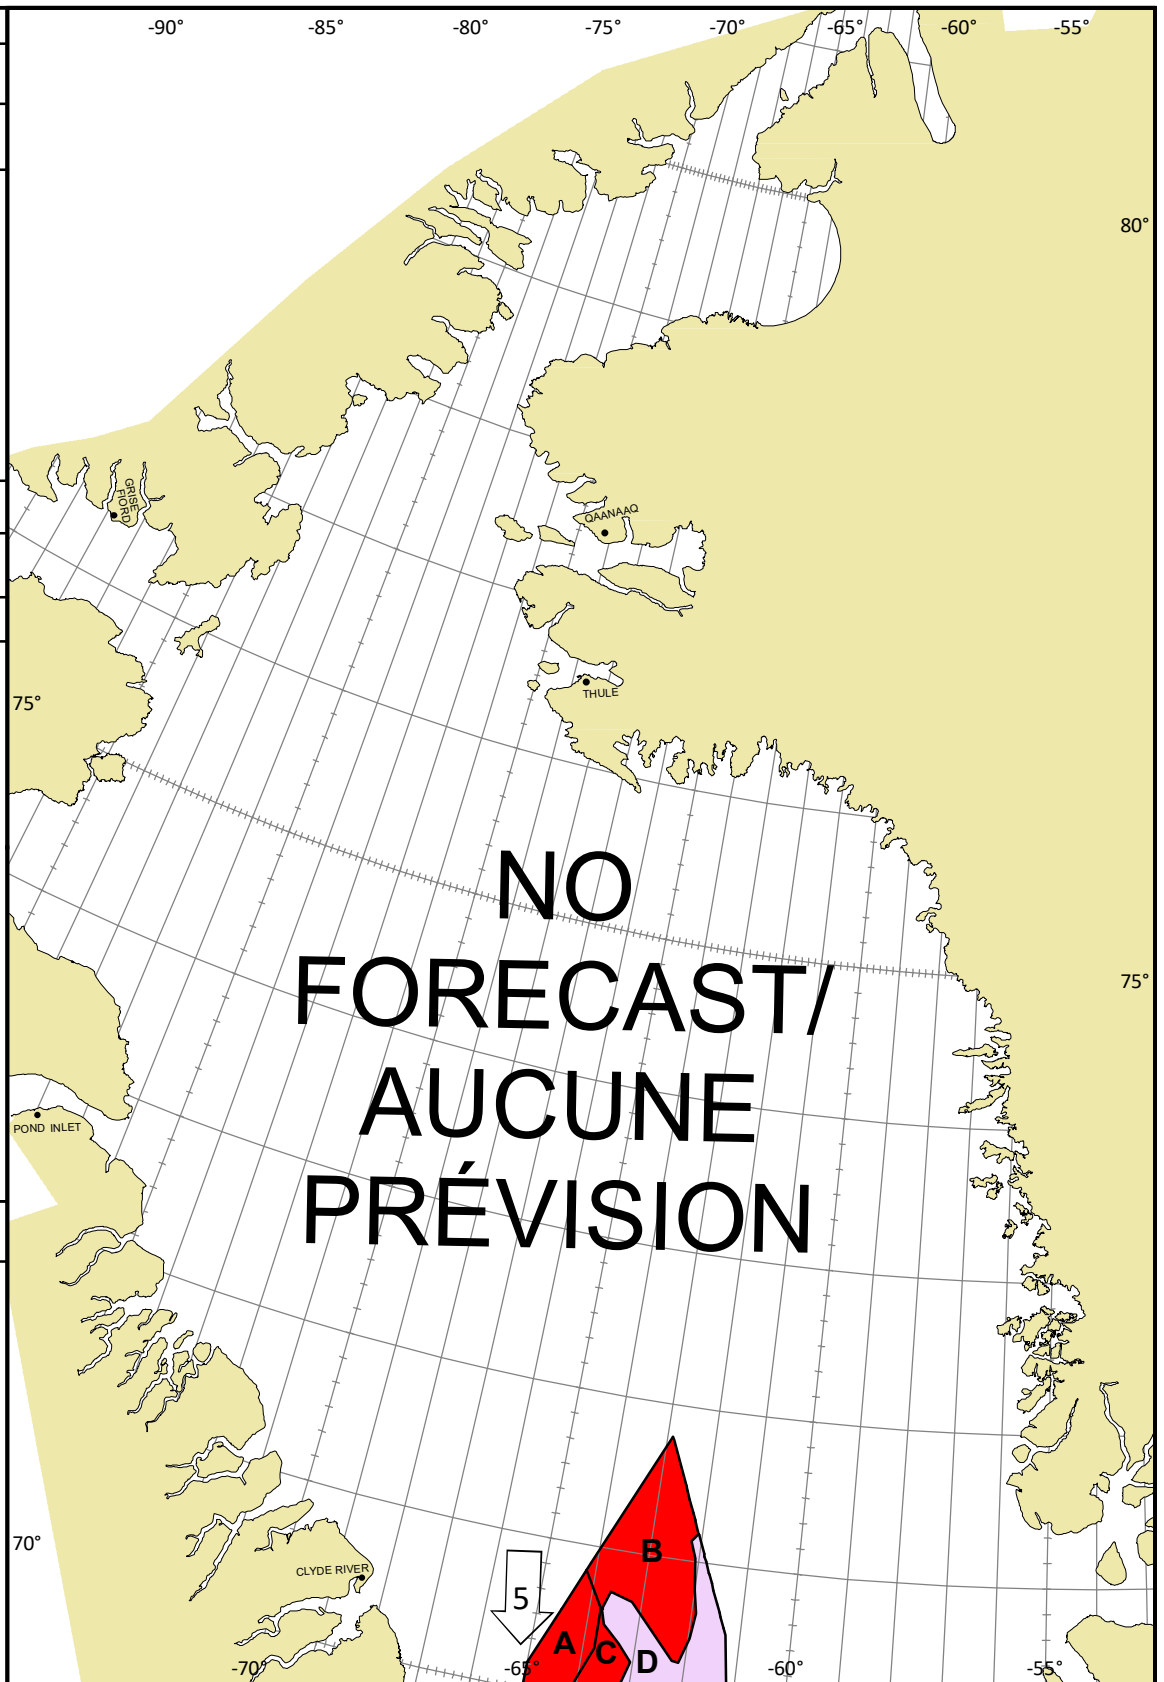 -90° -85° -80° -75° -70° -65° -60° -55°
80°
GRISE
FIORD
QAANAAQ
THULE
75°
NO
FORECAST/
75°
AUCUNE
POND INLET
PRÉVISION
70°
B
CLYDE RIVER
5
A C D
-70° -65° -60° -55°